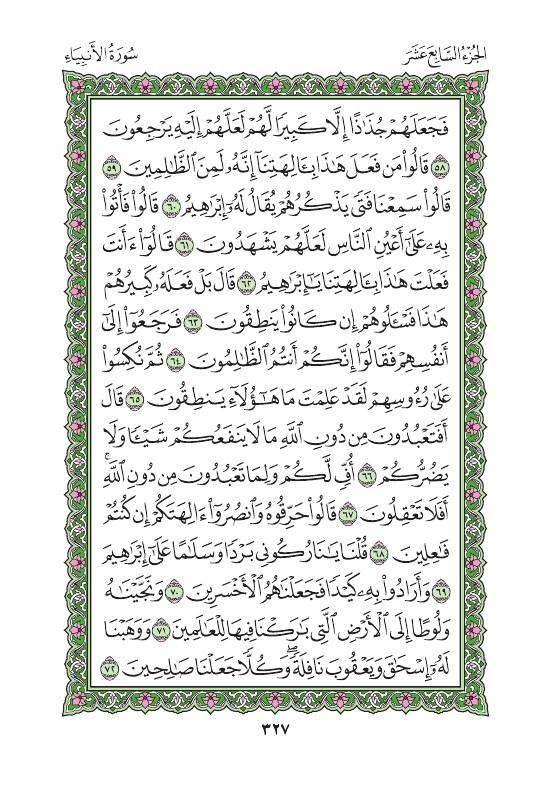 الجُزْءُ السَّابِعَ عَشَرَ
سُورَةُ الأَنبِيَاءِ
فَجَعَلَهُمْ جُذَٰذًا إِلَّا كَبِيرًا لَّهُمْ لَعَلَّهُمْ إِلَيْهِ يَرْجِعُونَ
٥٨ قَالُوا۟ مَن فَعَلَ هَٰذَا بِـَٔالِهَتِنَآ إِنَّهُۥ لَمِنَ ٱلظَّٰلِمِينَ ٥٩
قَالُوا۟ سَمِعْنَا فَتًى يَذْكُرُهُمْ يُقَالُ لَهُۥٓ إِبْرَٰهِيمُ ٦٠ قَالُوا۟ فَأْتُوا۟
بِهِۦ عَلَىٰٓ أَعْيُنِ ٱلنَّاسِ لَعَلَّهُمْ يَشْهَدُونَ ٦١ قَالُوٓا۟ ءَأَنتَ
فَعَلْتَ هَٰذَا بِـَٔالِهَتِنَا يَٰٓإِبْرَٰهِيمُ ٦٢ قَالَ بَلْ فَعَلَهُۥ كَبِيرُهُمْ
هَٰذَا فَسْـَٔلُوهُمْ إِن كَانُوا۟ يَنطِقُونَ ٦٣ فَرَجَعُوٓا۟ إِلَىٰٓ
أَنفُسِهِمْ فَقَالُوٓا۟ إِنَّكُمْ أَنتُمُ ٱلظَّٰلِمُونَ ٦٤ ثُمَّ نُكِسُوا۟
عَلَىٰ رُءُوسِهِمْ لَقَدْ عَلِمْتَ مَا هَٰٓؤُلَآءِ يَنطِقُونَ ٦٥ قَالَ
أَفَتَعْبُدُونَ مِن دُونِ ٱللَّهِ مَا لَا يَنفَعُكُمْ شَيْـًٔا وَلَا
يَضُرُّكُمْ ٦٦ أُفٍّ لَّكُمْ وَلِمَا تَعْبُدُونَ مِن دُونِ ٱللَّهِ ۚ
أَفَلَا تَعْقِلُونَ ٦٧ قَالُوا۟ حَرِّقُوهُ وَٱنصُرُوٓا۟ ءَالِهَتَكُمْ إِن كُنتُمْ
فَٰعِلِينَ ٦٨ قُلْنَا يَٰنَارُ كُونِى بَرْدًا وَسَلَٰمًا عَلَىٰٓ إِبْرَٰهِيمَ
٦٩ وَأَرَادُوا۟ بِهِۦ كَيْدًا فَجَعَلْنَٰهُمُ ٱلْأَخْسَرِينَ ٧٠ وَنَجَّيْنَٰهُ
وَلُوطًا إِلَى ٱلْأَرْضِ ٱلَّتِى بَٰرَكْنَا فِيهَا لِلْعَٰلَمِينَ ٧١ وَوَهَبْنَا
لَهُۥٓ إِسْحَٰقَ وَيَعْقُوبَ نَافِلَةً ۖ وَكُلًّا جَعَلْنَا صَٰلِحِينَ ٧٢
٣٢٧